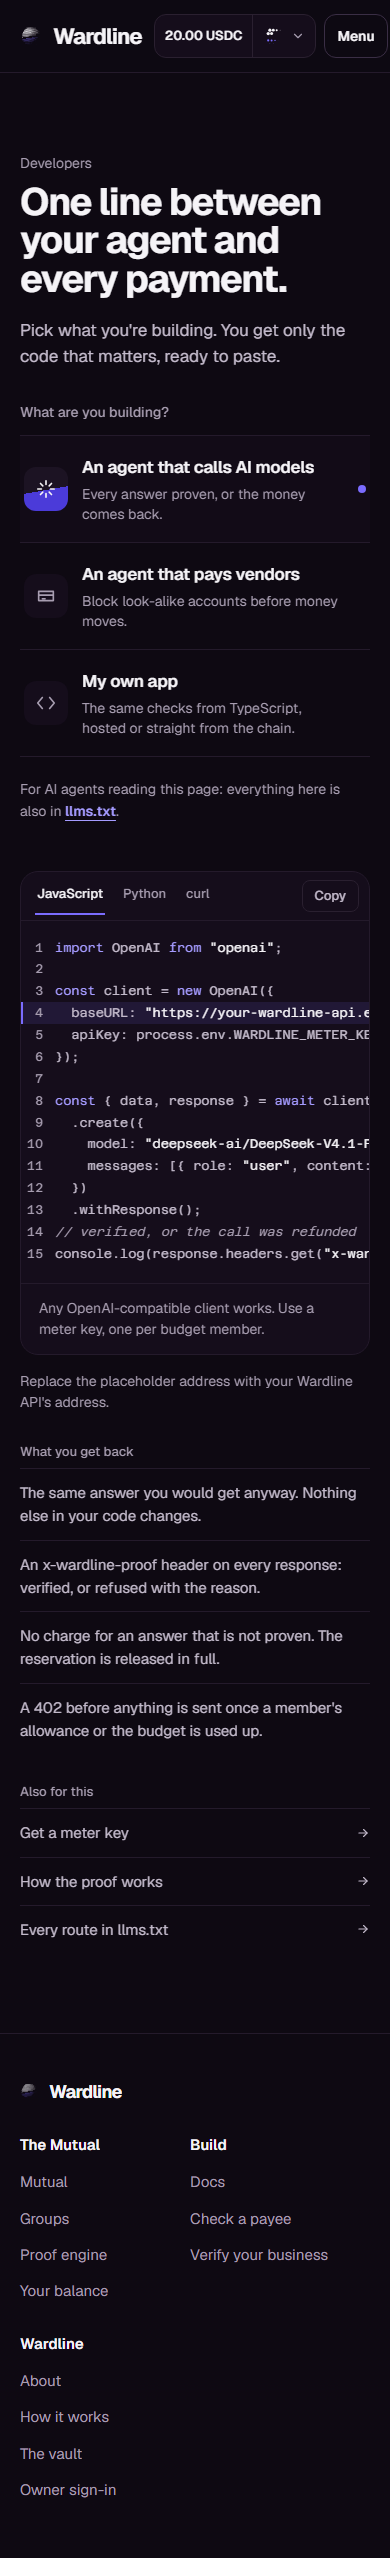 Wardline
20.00 USDC
Menu
Developers
One line between
your agent and
every payment.
Pick what you're building. You get only the
code that matters, ready to paste.
What are you building?
An agent that calls AI models
Every answer proven, or the money
comes back.
An agent that pays vendors
Block look-alike accounts before money
moves.
My own app
The same checks from TypeScript,
hosted or straight from the chain.
For AI agents reading this page: everything here is
also in llms.txt.
JavaScript Python curl Copy
1 import OpenAI from "openai";
2
3 const client = new OpenAI({
4 baseURL: "https://your-wardline-api.e
5 apiKey: process.env.WARDLINE_METER_KE
6 });
7
8 const { data, response } = await client
9 .create({
10 model: "deepseek-ai/DeepSeek-V4.1-F
11 messages: [{ role: "user", content:
12 })
13 .withResponse();
14 // verified, or the call was refunded
15 console.log(response.headers.get("x-war
Any OpenAI-compatible client works. Use a
meter key, one per budget member.
Replace the placeholder address with your Wardline
API's address.
What you get back
The same answer you would get anyway. Nothing
else in your code changes.
An x-wardline-proof header on every response:
verified, or refused with the reason.
No charge for an answer that is not proven. The
reservation is released in full.
A 402 before anything is sent once a member's
allowance or the budget is used up.
Also for this
Get a meter key
How the proof works
Every route in llms.txt
Wardline
The Mutual
Mutual
Groups
Proof engine
Your balance
Build
Docs
Check a payee
Verify your business
Wardline
About
How it works
The vault
Owner sign-in